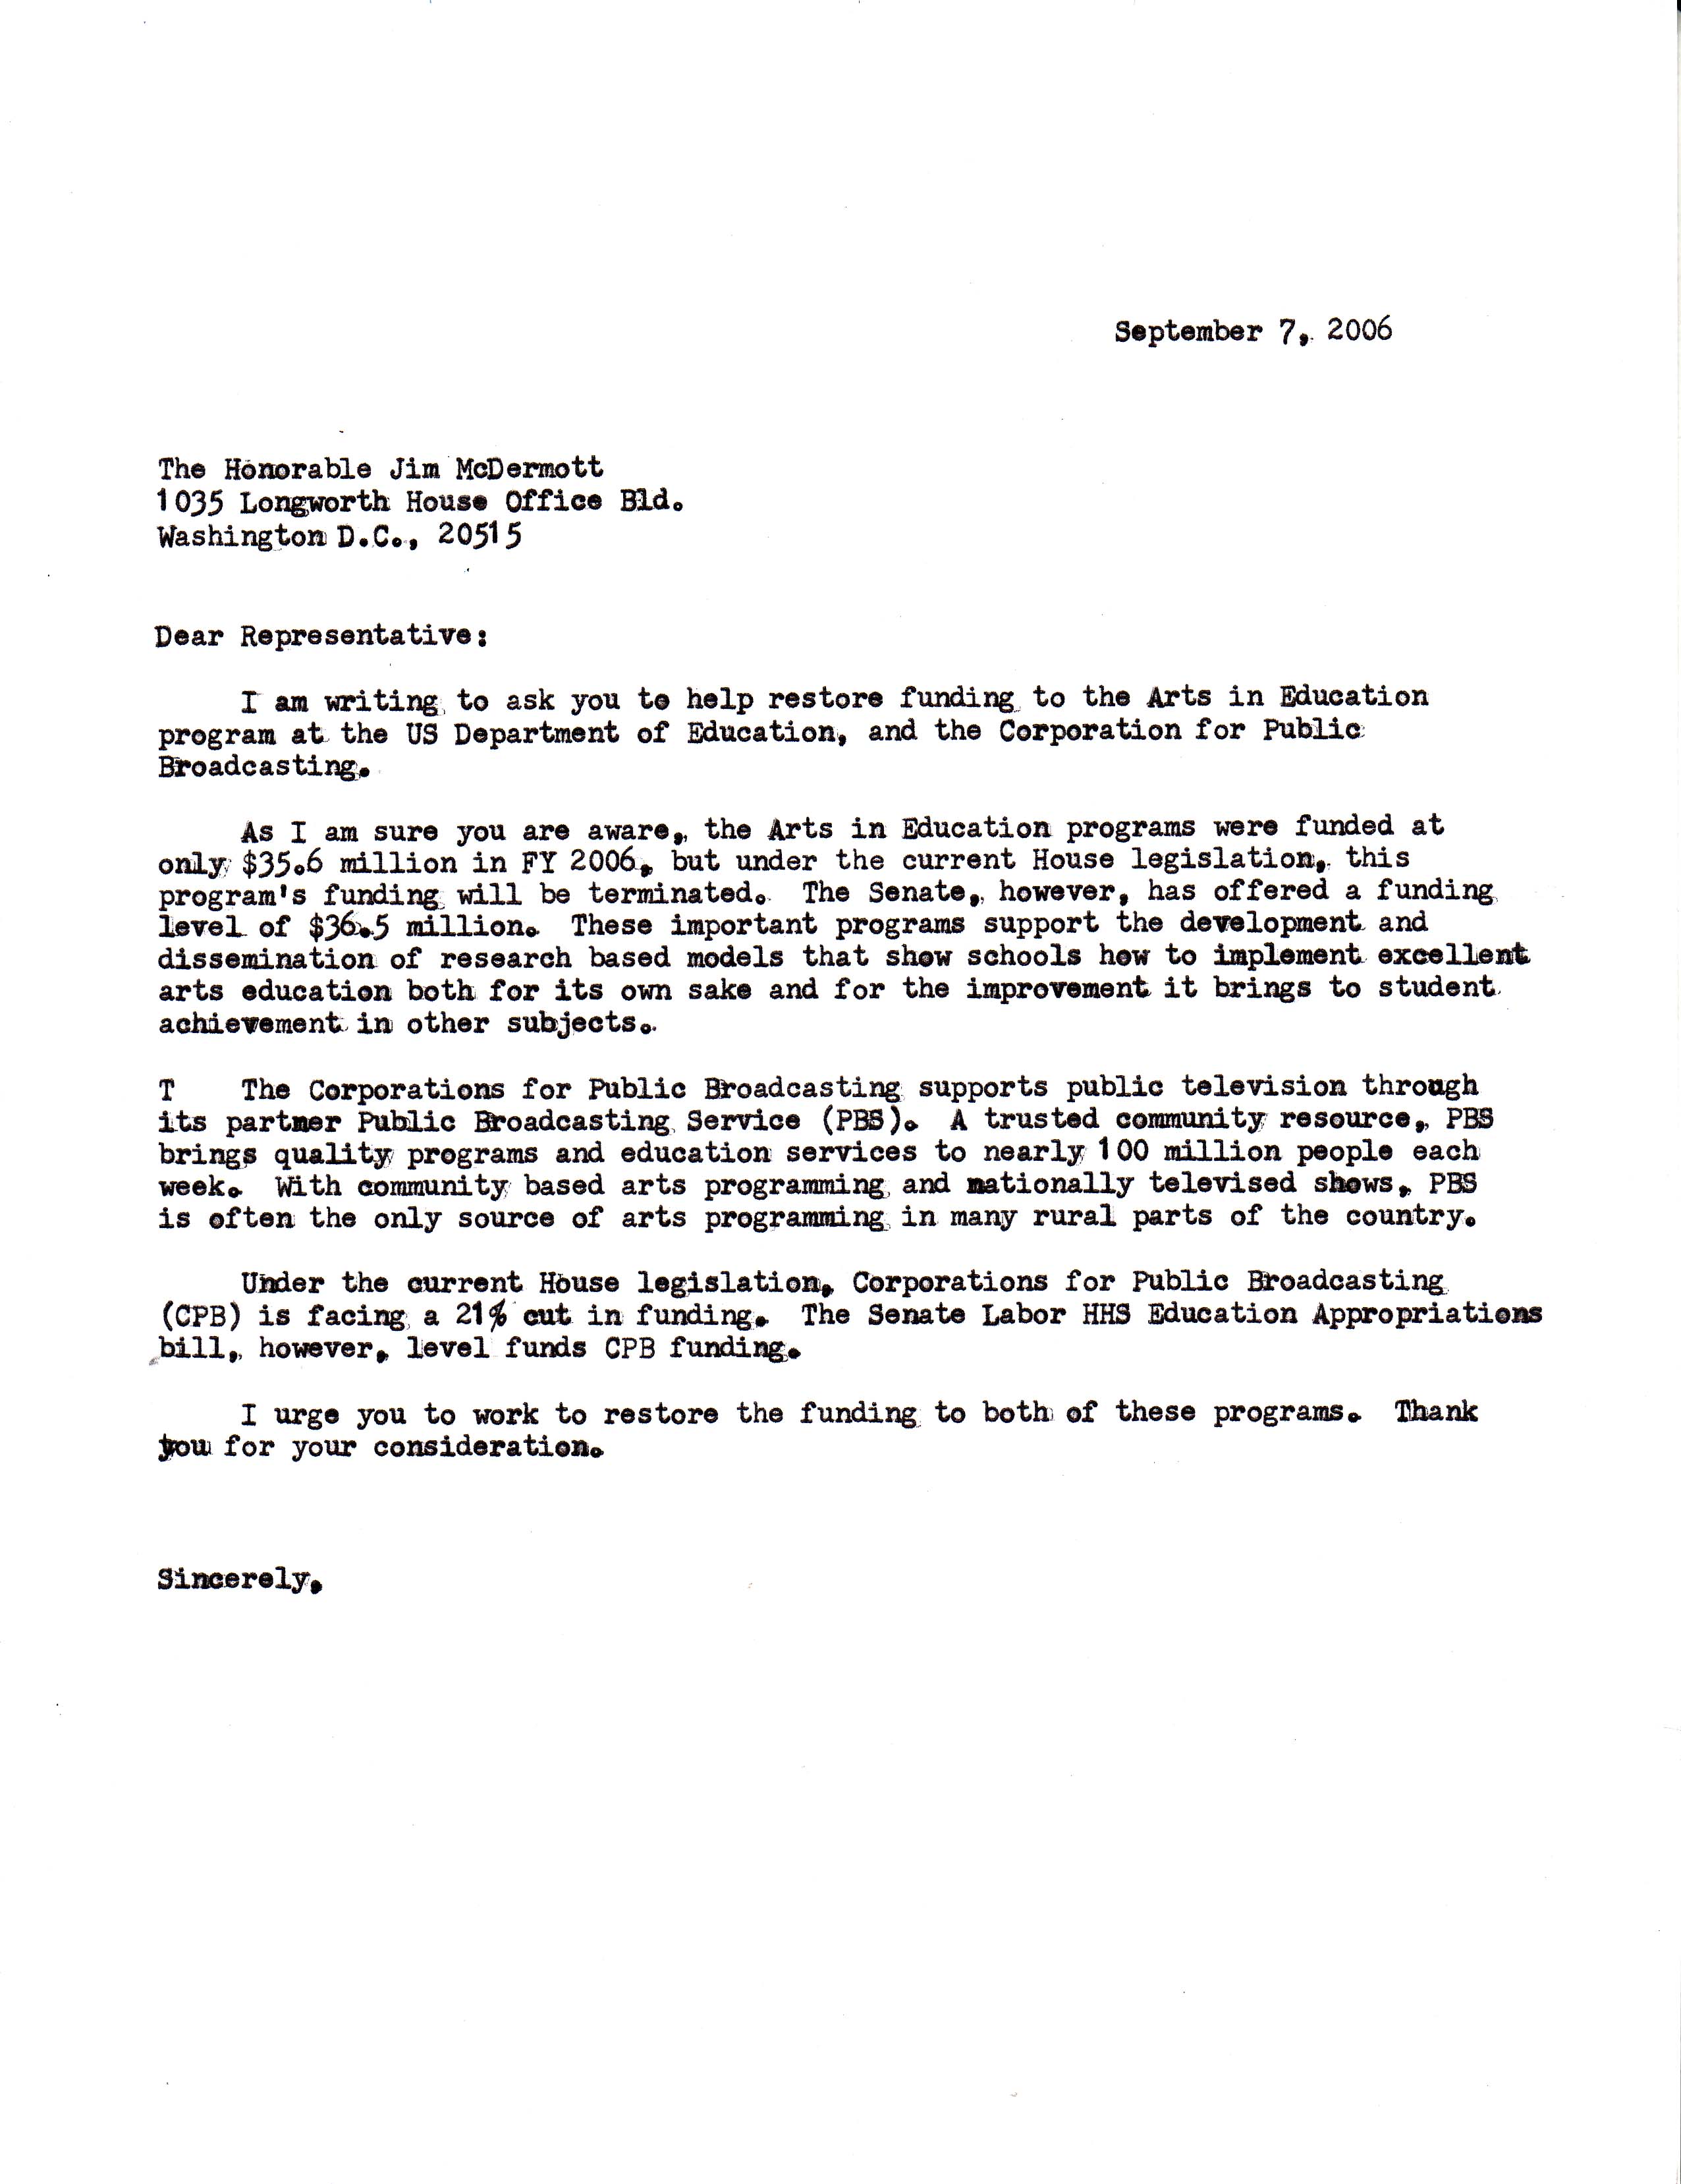 September 7, 2006
The Honorable Jim McDermott
1035 Longworth House Office Bld.
Washington D.C., 20515
Dear Representative:
I am writing to ask you to help restore funding to the Arts in Education
program at the US Department of Education, and the Corporation for Public
Broadcasting.
As I am sure you are aware, the Arts in Education programs were funded at
only $35.6 million in FY 2006, but under the current House legislation, this
program's funding will be terminated. The Senate, however, has offered a funding
level of $36.5 million. These important programs support the development and
dissemination of research based models that show schools how to implement excellent
arts education both for its own sake and for the improvement it brings to student
achievement in other subjects.
T The Corporations for Public Broadcasting supports public television through
its partner Public Broadcasting Service (PBS). A trusted community resource, PBS
brings quality programs and education services to nearly 100 million people each
week. With community based arts programming and nationally televised shows, PBS
is often the only source of arts programming in many rural parts of the country.
Under the current House legislation, Corporations for Public Broadcasting
(CPB) is facing a 21% cut in funding. The Senate Labor HHS Education Appropriations
bill, however, level funds CPB funding.
I urge you to work to restore the funding to both of these programs. Thank
you for your consideration.
Sincerely,